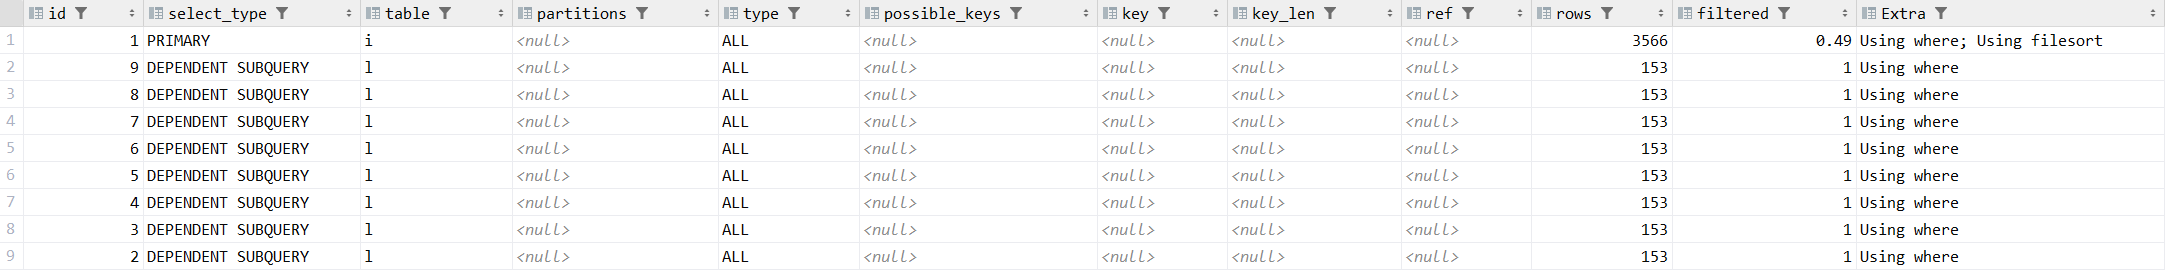 id select_type table partitions type possible_keys key key_len ref rows filtered Extra
1 1 PRIMARY i <null> ALL <null> <null> <null> <null> 3566 0.49 Using where; Using filesort
2 9 DEPENDENT SUBQUERY l <null> ALL <null> <null> <null> <null> 153 1 Using where
3 8 DEPENDENT SUBQUERY l <null> ALL <null> <null> <null> <null> 153 1 Using where
4 7 DEPENDENT SUBQUERY l <null> ALL <null> <null> <null> <null> 153 1 Using where
5 6 DEPENDENT SUBQUERY l <null> ALL <null> <null> <null> <null> 153 1 Using where
6 5 DEPENDENT SUBQUERY l <null> ALL <null> <null> <null> <null> 153 1 Using where
7 4 DEPENDENT SUBQUERY l <null> ALL <null> <null> <null> <null> 153 1 Using where
8 3 DEPENDENT SUBQUERY l <null> ALL <null> <null> <null> <null> 153 1 Using where
9 2 DEPENDENT SUBQUERY l <null> ALL <null> <null> <null> <null> 153 1 Using where